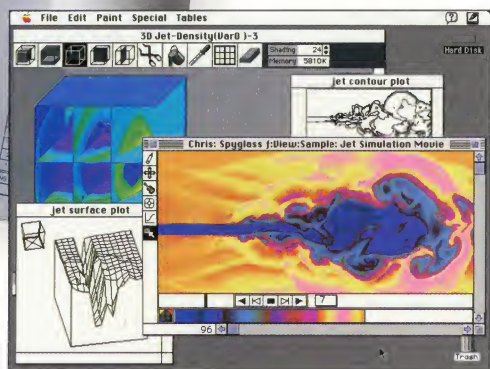 File Edit Paint Special Tables
3D Jet-Density(Var0 )-3
Shading 24
Memory 5810K
Hard Disk
jet contour plot
Chris: Spyglass ƒ:View:Sample: Jet Simulation Movie
jet surface plot
7
96
Trash